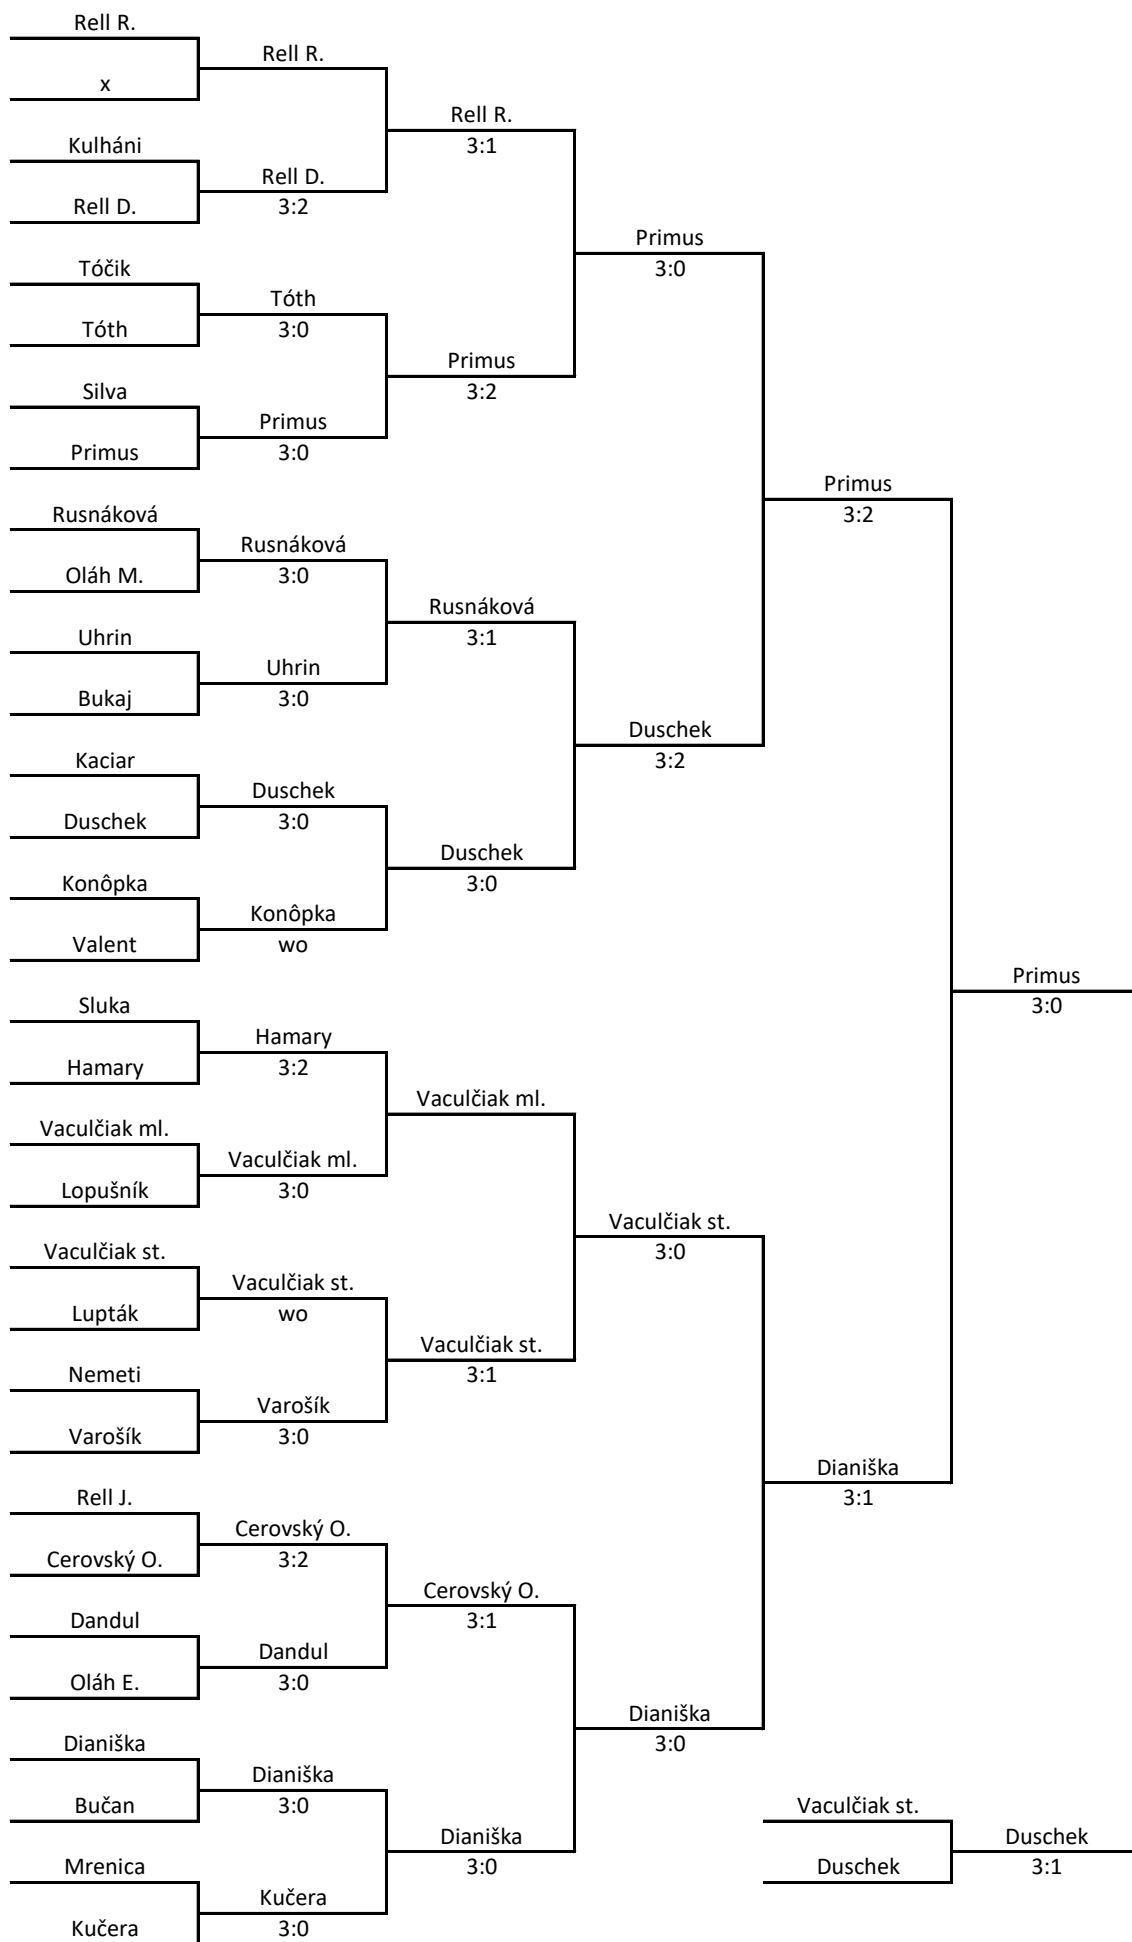 Rell R.
x
Kulháni
Rell D.
Tóčik
Tóth
Silva
Primus
Rusnáková
Oláh M.
Uhrin
Bukaj
Kaciar
Duschek
Konôpka
Valent
Sluka
Hamary
Vaculčiak ml.
Lopušník
Vaculčiak st.
Lupták
Nemeti
Varošík
Rell J.
Cerovský O.
Dandul
Oláh E.
Dianiška
Bučan
Mrenica
Kučera
Rell R.
Rell D.
3:2
Tóth
3:0
Primus
3:0
Rusnáková
3:0
Uhrin
3:0
Duschek
3:0
Konôpka
wo
Hamary
3:2
Vaculčiak ml.
3:0
Vaculčiak st.
wo
Varošík
3:0
Cerovský O.
3:2
Dandul
3:0
Dianiška
3:0
Kučera
3:0
Rell R.
3:1
Primus
3:2
Rusnáková
3:1
Duschek
3:0
Vaculčiak ml.
Vaculčiak st.
3:1
Cerovský O.
3:1
Dianiška
3:0
Primus
3:0
Duschek
3:2
Vaculčiak st.
3:0
Dianiška
3:0
Primus
3:2
Dianiška
3:1
Primus
3:0
Vaculčiak st.
Duschek
Duschek
3:1